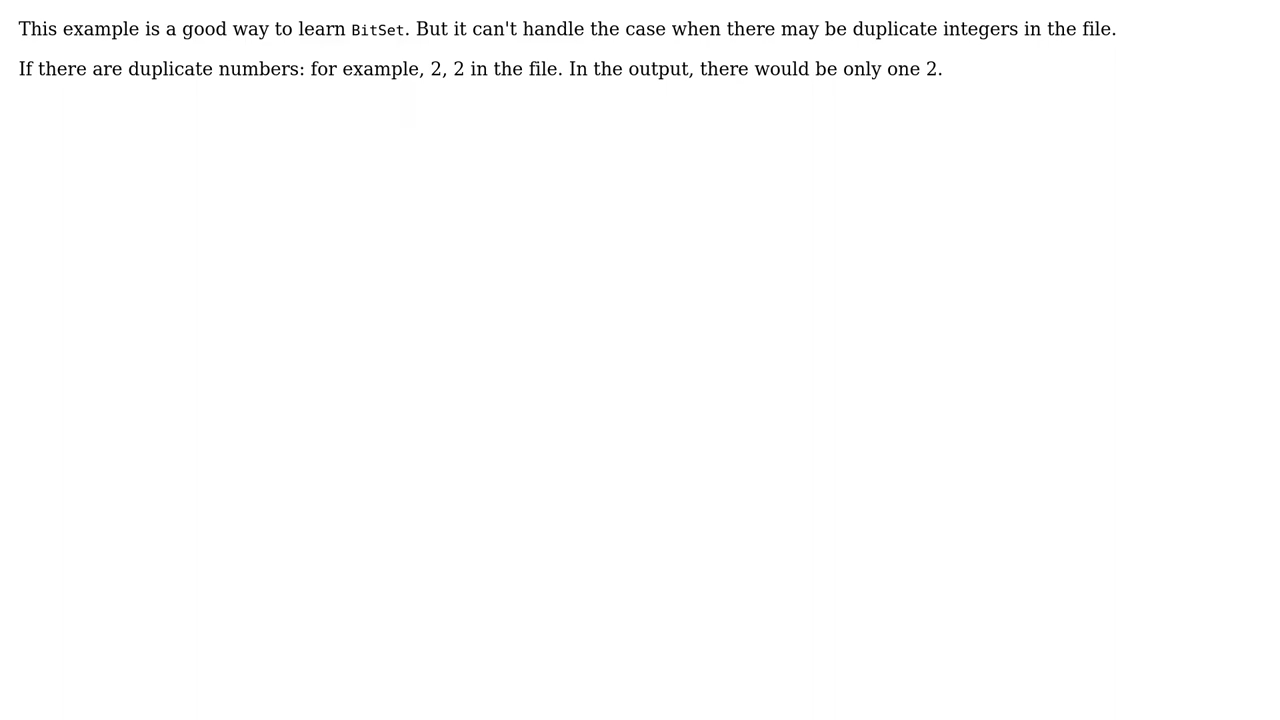 This example is a good way to learn BitSet. But it can't handle the case when there may be duplicate integers in the file.
If there are duplicate numbers: for example, 2, 2 in the file. In the output, there would be only one 2.